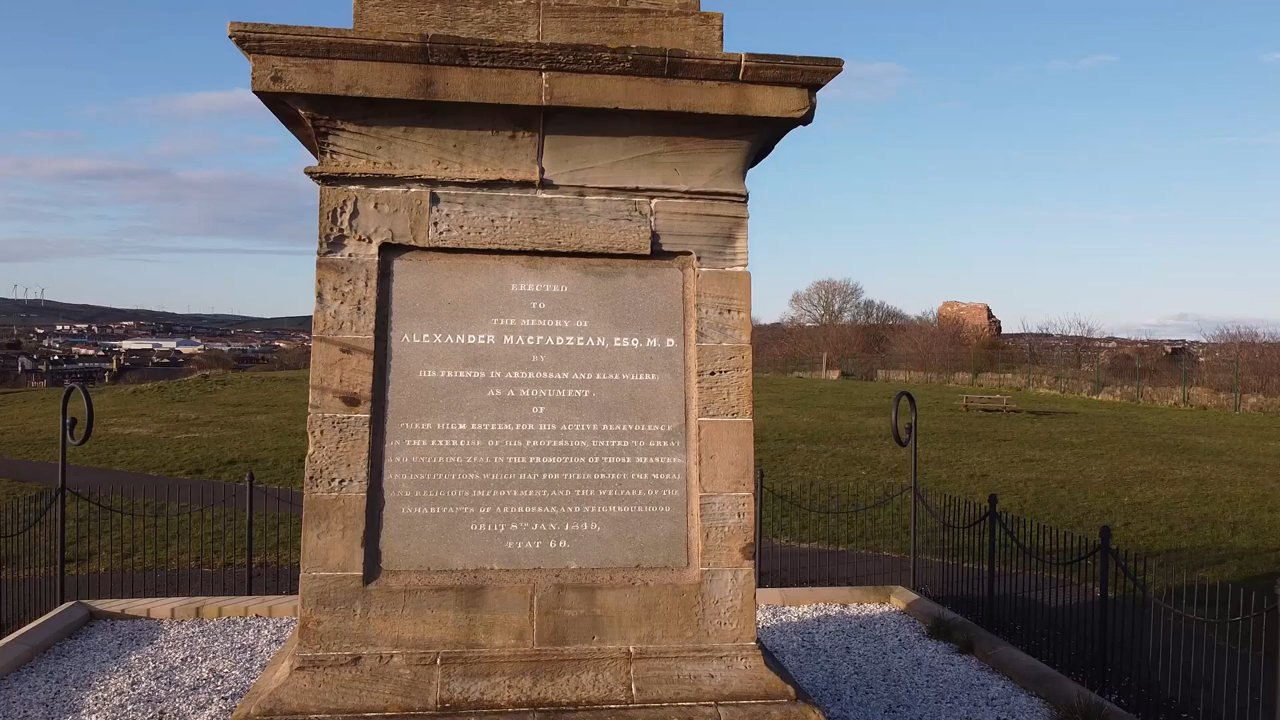 ERECTED
TO
THE MEMORY OF
ALEXANDER MACFADZEAN, ESQ. M. D.
BY
HIS FRIENDS IN ARDROSSAN AND ELSEWHERE;
AS A MONUMENT,
OF
THEIR HIGH ESTEEM, FOR HIS ACTIVE BENEVOLENCE
IN THE EXERCISE OF HIS PROFESSION, UNITED TO GREAT
AND UNTIRING ZEAL IN THE PROMOTION OF THOSE MEASURES
AND INSTITUTIONS WHICH HAD FOR THEIR OBJECT, THE MORAL
AND RELIGIOUS IMPROVEMENT, AND THE WELFARE, OF THE
INHABITANTS OF ARDROSSAN, AND NEIGHBOURHOOD
OBIIT 8TH JAN. 1849,
ÆTAT 66.